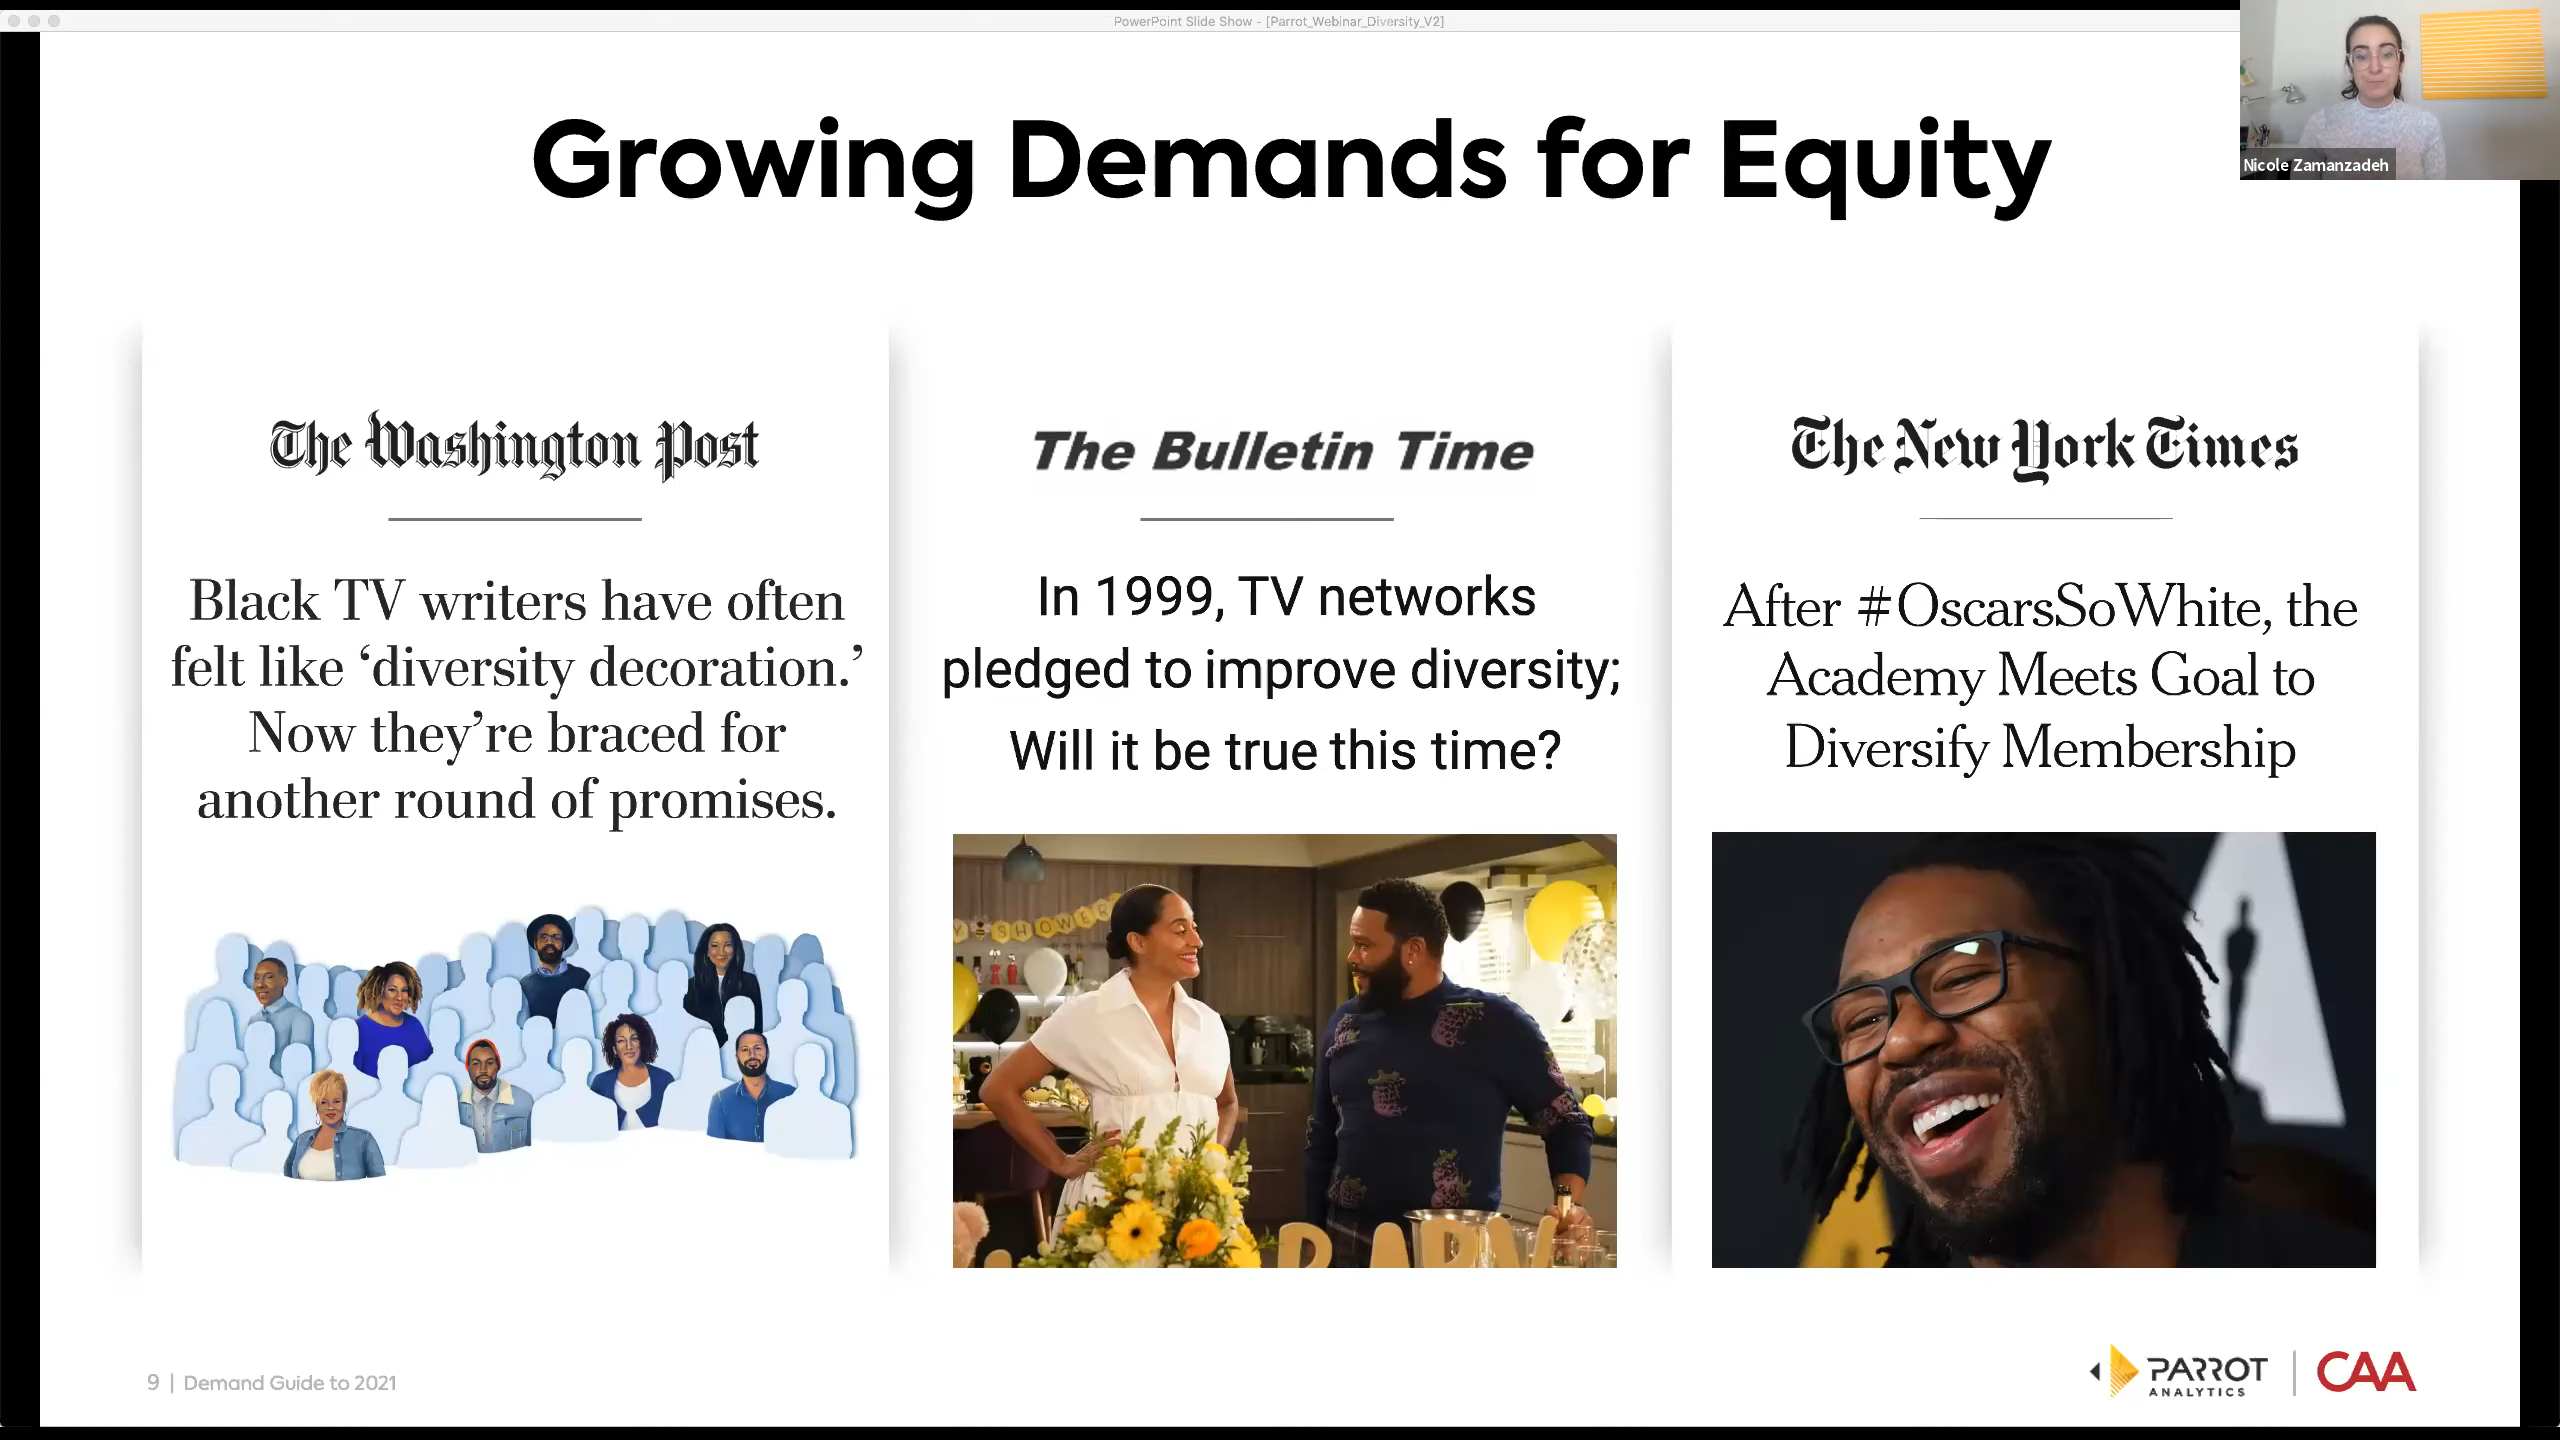 PowerPoint Slide Show - [Parrot_Webinar_Diversity_V2]
Nicole Zamanzadeh
Growing Demands for Equity
The Washington Post
Black TV writers have often
felt like ‘diversity decoration.’
Now they’re braced for
another round of promises.
The Bulletin Time
In 1999, TV networks
pledged to improve diversity;
Will it be true this time?
Y SHOWER
BABY
The New York Times
After #OscarsSoWhite, the
Academy Meets Goal to
Diversify Membership
9 | Demand Guide to 2021
PARROT
ANALYTICS
CAA